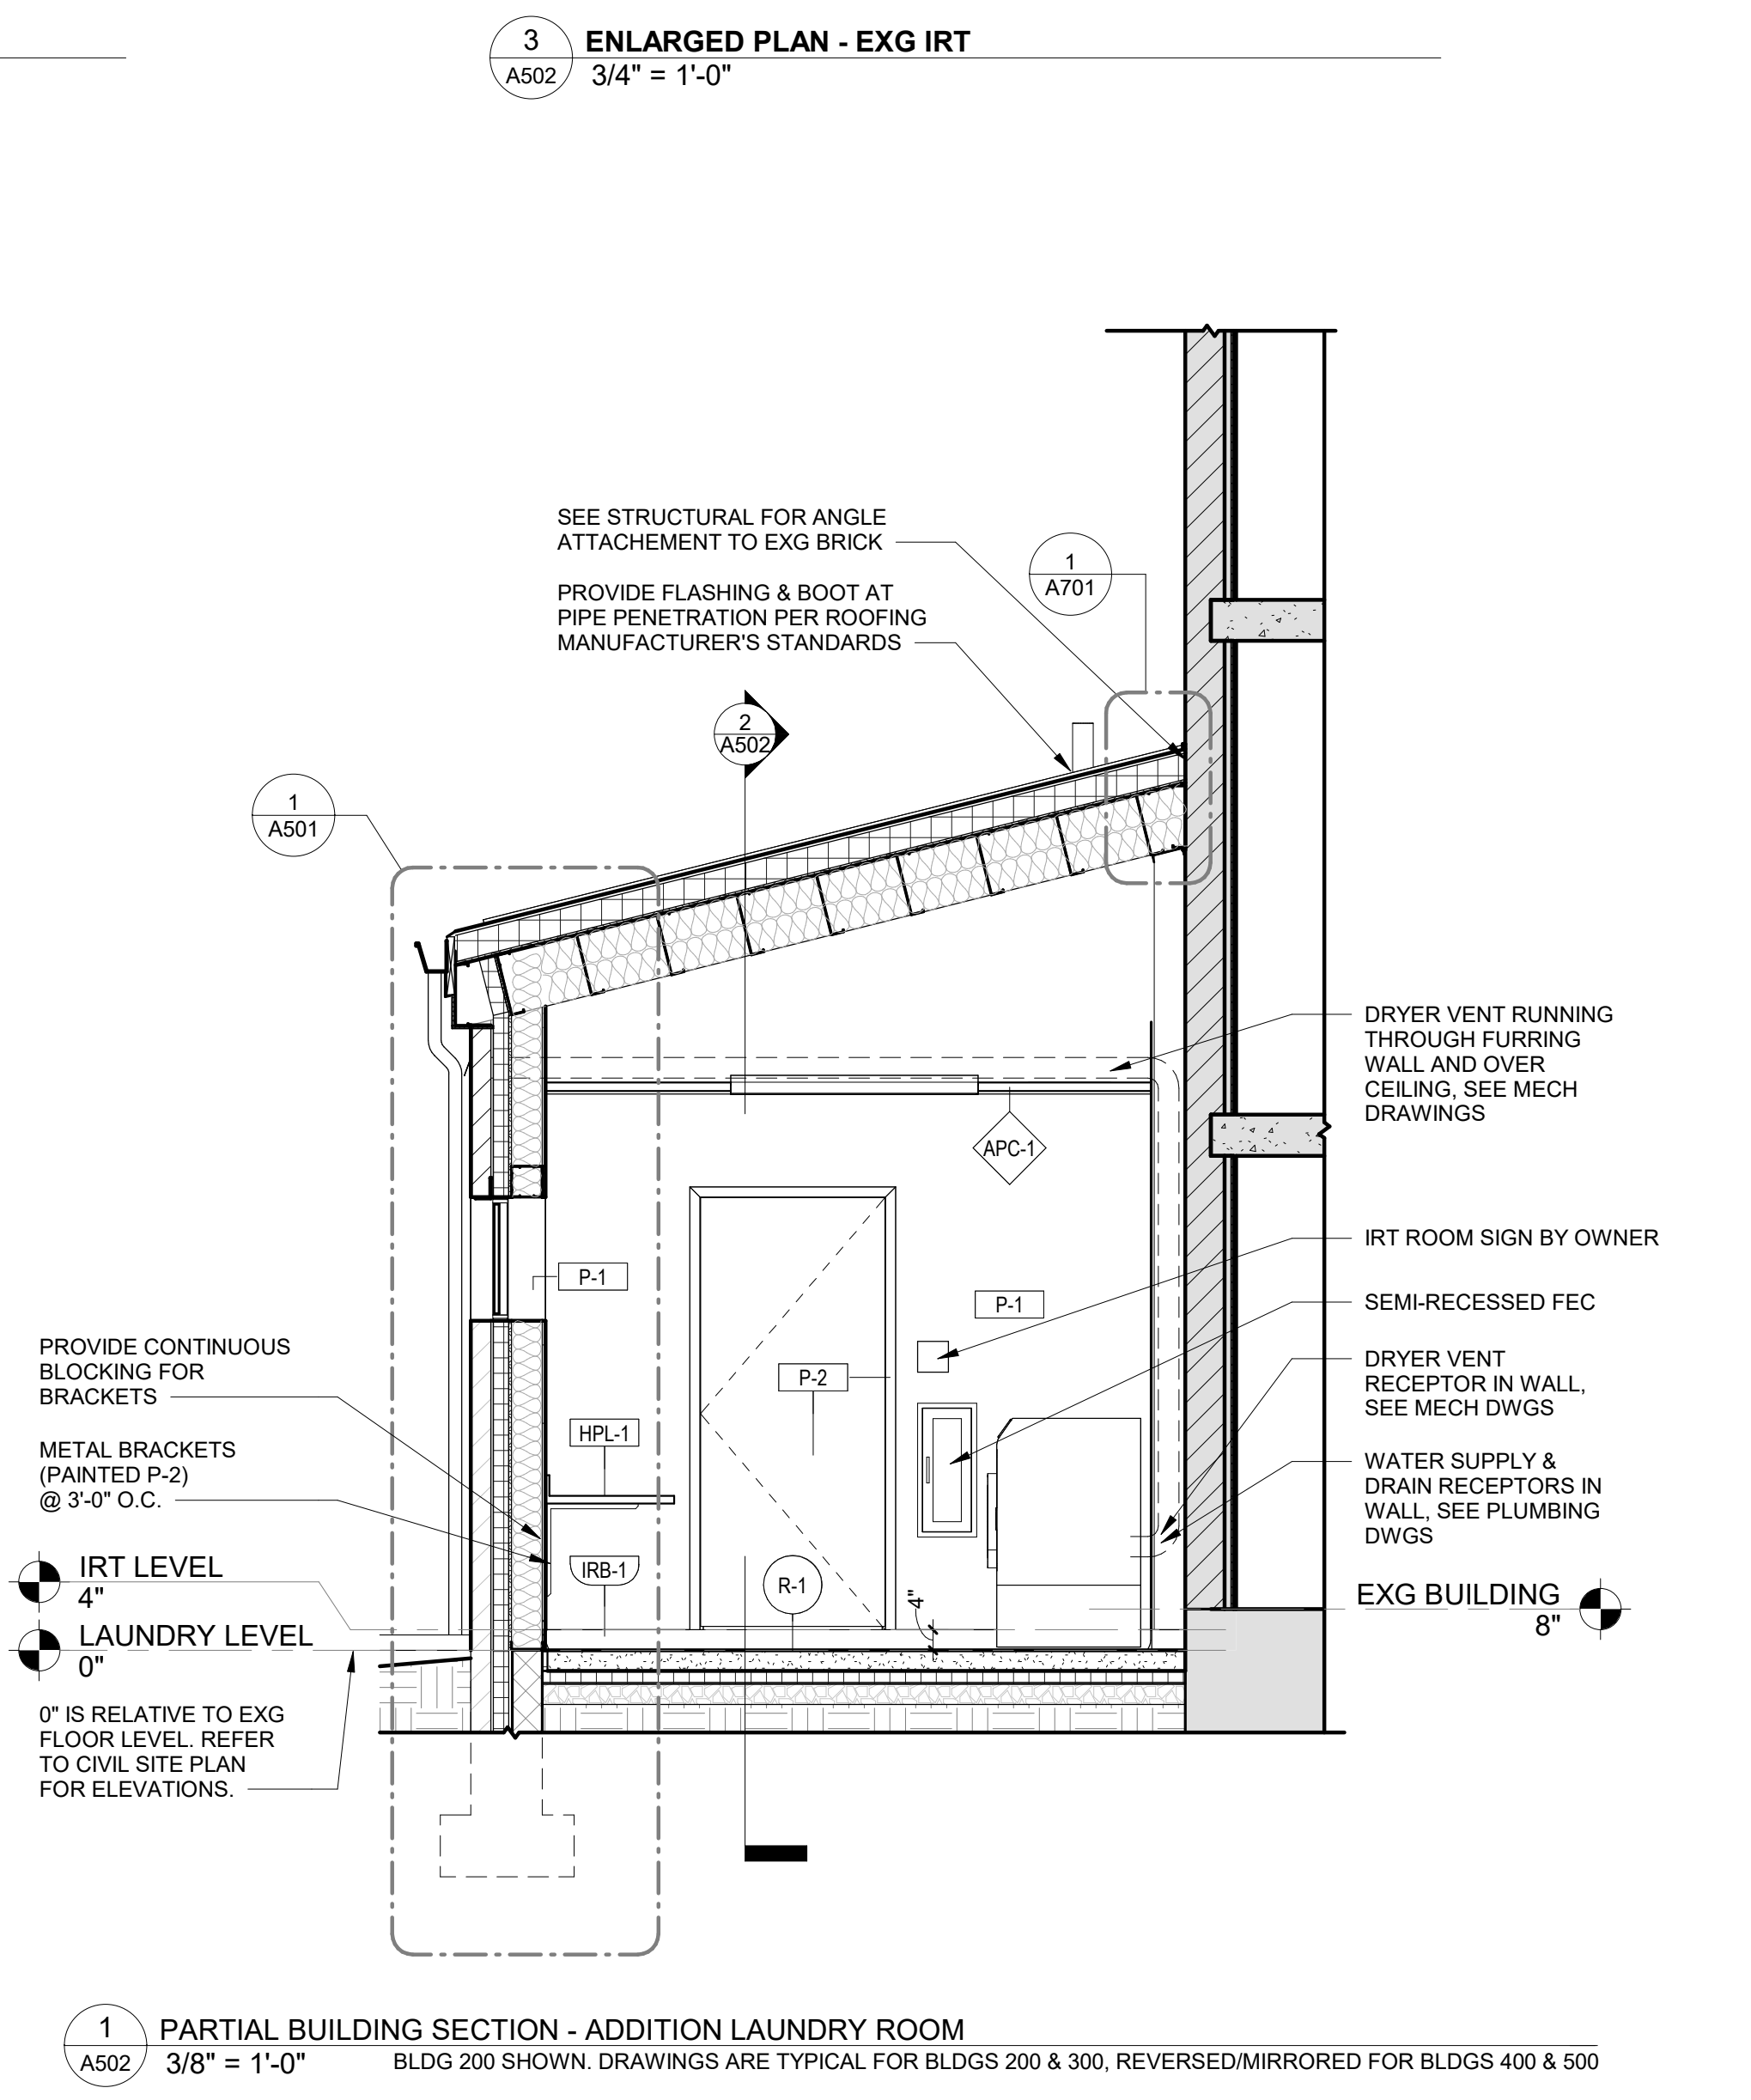 3
A502
ENLARGED PLAN - EXG IRT
3/4" = 1'-0"
SEE STRUCTURAL FOR ANGLE
ATTACHEMENT TO EXG BRICK
PROVIDE FLASHING & BOOT AT
PIPE PENETRATION PER ROOFING
MANUFACTURER'S STANDARDS
1
A701
2
A502
1
A501
DRYER VENT RUNNING
THROUGH FURRING
WALL AND OVER
CEILING, SEE MECH
DRAWINGS
APC-1
IRT ROOM SIGN BY OWNER
P-1
P-1
SEMI-RECESSED FEC
PROVIDE CONTINUOUS
BLOCKING FOR
BRACKETS
P-2
DRYER VENT
RECEPTOR IN WALL,
SEE MECH DWGS
HPL-1
METAL BRACKETS
(PAINTED P-2)
@ 3'-0" O.C.
WATER SUPPLY &
DRAIN RECEPTORS IN
WALL, SEE PLUMBING
DWGS
IRB-1
R-1
4"
IRT LEVEL
4"
EXG BUILDING
8"
LAUNDRY LEVEL
0"
0" IS RELATIVE TO EXG
FLOOR LEVEL. REFER
TO CIVIL SITE PLAN
FOR ELEVATIONS.
1
A502
PARTIAL BUILDING SECTION - ADDITION LAUNDRY ROOM
3/8" = 1'-0"
BLDG 200 SHOWN. DRAWINGS ARE TYPICAL FOR BLDGS 200 & 300, REVERSED/MIRRORED FOR BLDGS 400 & 500